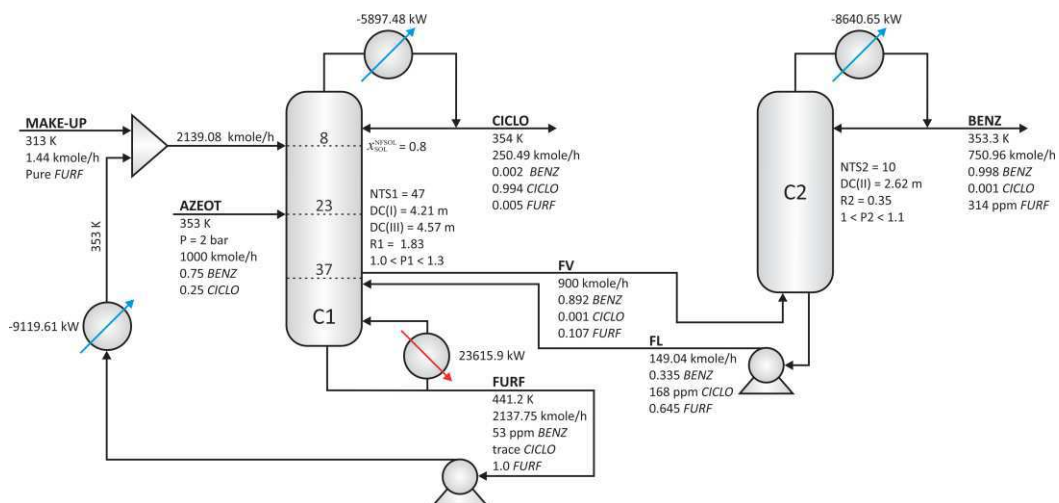 -5897.48 kW
-8640.65 kW
MAKE-UP
313 K
1.44 kmole/h
Pure FURF
2139.08 kmole/h
8
x_SOL^NFSOL = 0.8
CICLO
354 K
250.49 kmole/h
0.002 BENZ
0.994 CICLO
0.005 FURF
BENZ
353.3 K
750.96 kmole/h
0.998 BENZ
0.001 CICLO
314 ppm FURF
C2
NTS2 = 10
DC(II) = 2.62 m
R2 = 0.35
1 < P2 < 1.1
353 K
AZEOT
353 K
P = 2 bar
1000 kmole/h
0.75 BENZ
0.25 CICLO
23
NTS1 = 47
DC(I) = 4.21 m
DC(III) = 4.57 m
R1 = 1.83
1.0 < P1 < 1.3
37
C1
FV
900 kmole/h
0.892 BENZ
0.001 CICLO
0.107 FURF
-9119.61 kW
23615.9 kW
FL
149.04 kmole/h
0.335 BENZ
168 ppm CICLO
0.645 FURF
FURF
441.2 K
2137.75 kmole/h
53 ppm BENZ
trace CICLO
1.0 FURF